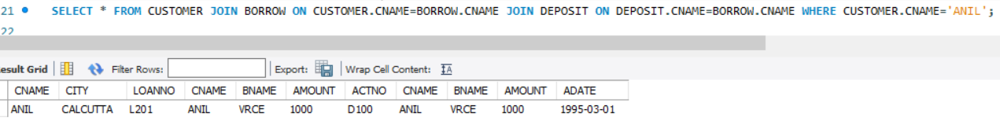 21 SELECT * FROM CUSTOMER JOIN BORROW ON CUSTOMER.CNAME=BORROW.CNAME JOIN DEPOSIT ON DEPOSIT.CNAME=BORROW.CNAME WHERE CUSTOMER.CNAME='ANIL';
22
esult Grid Filter Rows: Export: Wrap Cell Content: IA
CNAME CITY LOANNO CNAME BNAME AMOUNT ACTNO CNAME BNAME AMOUNT ADATE
ANIL CALCUTTA L201 ANIL VRCE 1000 D100 ANIL VRCE 1000 1995-03-01